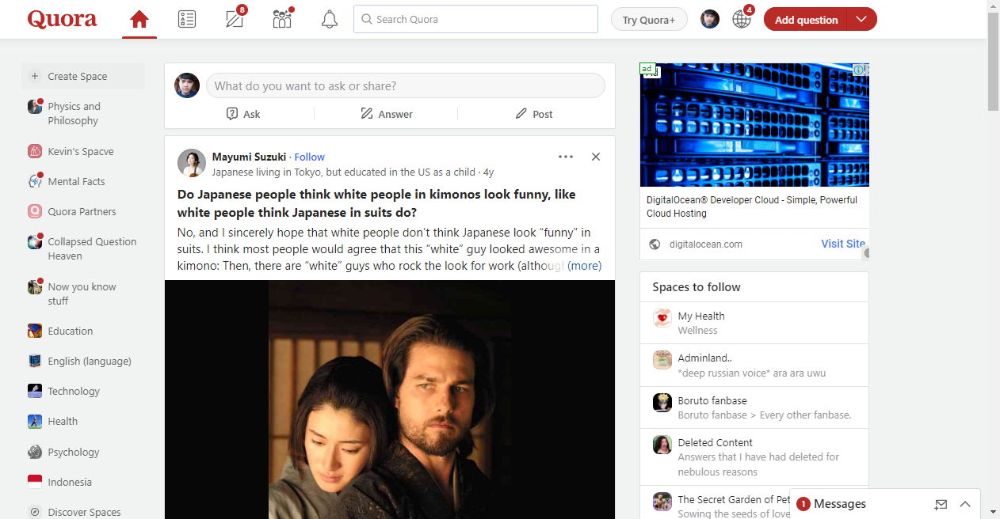 Quora
8
Search Quora
Try Quora+
4
Add question
Create Space
Physics and
Philosophy
Kevin's Spacve
Mental Facts
Quora Partners
Collapsed Question
Heaven
Now you know
stuff
Education
English (language)
Technology
Health
Psychology
Indonesia
Discover Spaces
What do you want to ask or share?
Ask
Answer
Post
Mayumi Suzuki · Follow
Japanese living in Tokyo, but educated in the US as a child · 4y
Do Japanese people think white people in kimonos look funny, like
white people think Japanese in suits do?
No, and I sincerely hope that white people don't think Japanese look “funny” in
suits. I think most people would agree that this “white” guy looked awesome in a
kimono: Then, there are “white” guys who rock the look for work (although (more)
ad
DigitalOcean® Developer Cloud - Simple, Powerful
Cloud Hosting
digitalocean.com
Visit Site
Spaces to follow
My Health
Wellness
Adminland..
*deep russian voice* ara ara uwu
Boruto fanbase
Boruto fanbase > Every other fanbase.
Deleted Content
Answers that I have had deleted for
nebulous reasons
The Secret Garden of Pet
Sowing the seeds of love
1 Messages